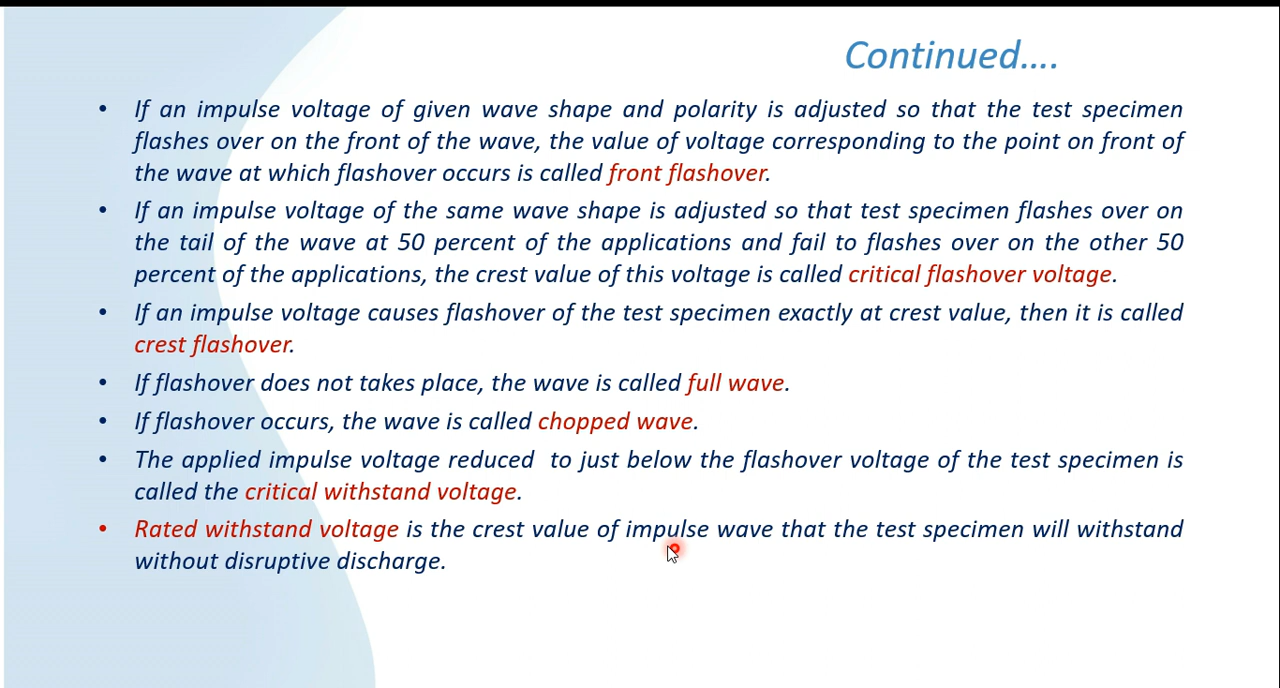 Continued....
• If an impulse voltage of given wave shape and polarity is adjusted so that the test specimen
flashes over on the front of the wave, the value of voltage corresponding to the point on front of
the wave at which flashover occurs is called front flashover.
• If an impulse voltage of the same wave shape is adjusted so that test specimen flashes over on
the tail of the wave at 50 percent of the applications and fail to flashes over on the other 50
percent of the applications, the crest value of this voltage is called critical flashover voltage.
• If an impulse voltage causes flashover of the test specimen exactly at crest value, then it is called
crest flashover.
• If flashover does not takes place, the wave is called full wave.
• If flashover occurs, the wave is called chopped wave.
• The applied impulse voltage reduced to just below the flashover voltage of the test specimen is
called the critical withstand voltage.
• Rated withstand voltage is the crest value of impulse wave that the test specimen will withstand
without disruptive discharge.